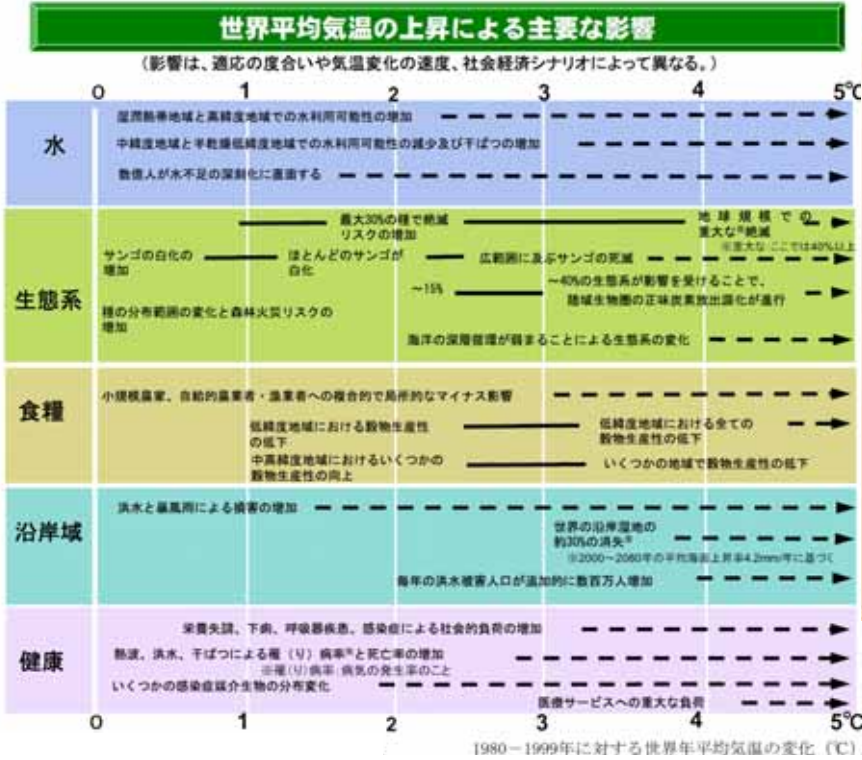 世界平均気温の上昇による主要な影響
(影響は、適応の度合いや気温変化の速度、社会経済シナリオによって異なる。)
0 1 2 3 4 5℃
水
湿潤熱帯地域と高緯度地域での水利用可能性の増加
中緯度地域と半乾燥低緯度地域での水利用可能性の減少及び干ばつの増加
数億人が水不足の深刻化に直面する
生態系
最大30%の種で絶滅
リスクの増加
地球規模での
重大な※絶滅
※重大な:ここでは40%以上
サンゴの白化の
増加
ほとんどのサンゴが
白化
広範囲に及ぶサンゴの死滅
~15%
~40%の生態系が影響を受けることで、
陸域生物圏の正味炭素放出源化が進行
種の分布範囲の変化と森林火災リスクの
増加
海洋の深層循環が弱まることによる生態系の変化
食糧
小規模農家、自給的農業者・漁業者への複合的で局所的なマイナス影響
低緯度地域における穀物生産性
の低下
低緯度地域における全ての
穀物生産性の低下
中高緯度地域におけるいくつかの
穀物生産性の向上
いくつかの地域で穀物生産性の低下
沿岸域
洪水と暴風雨による損害の増加
世界の沿岸湿地の
約30%の消失※
※2000~2080年の平均海面上昇率4.2mm/年に基づく
毎年の洪水被害人口が追加的に数百万人増加
健康
栄養失調、下痢、呼吸器疾患、感染症による社会的負荷の増加
熱波、洪水、干ばつによる罹(り)病率※と死亡率の増加
※罹(り)病率:病気の発生率のこと
いくつかの感染症媒介生物の分布変化
医療サービスへの重大な負荷
0 1 2 3 4 5℃
1980-1999年に対する世界年平均気温の変化 (℃)